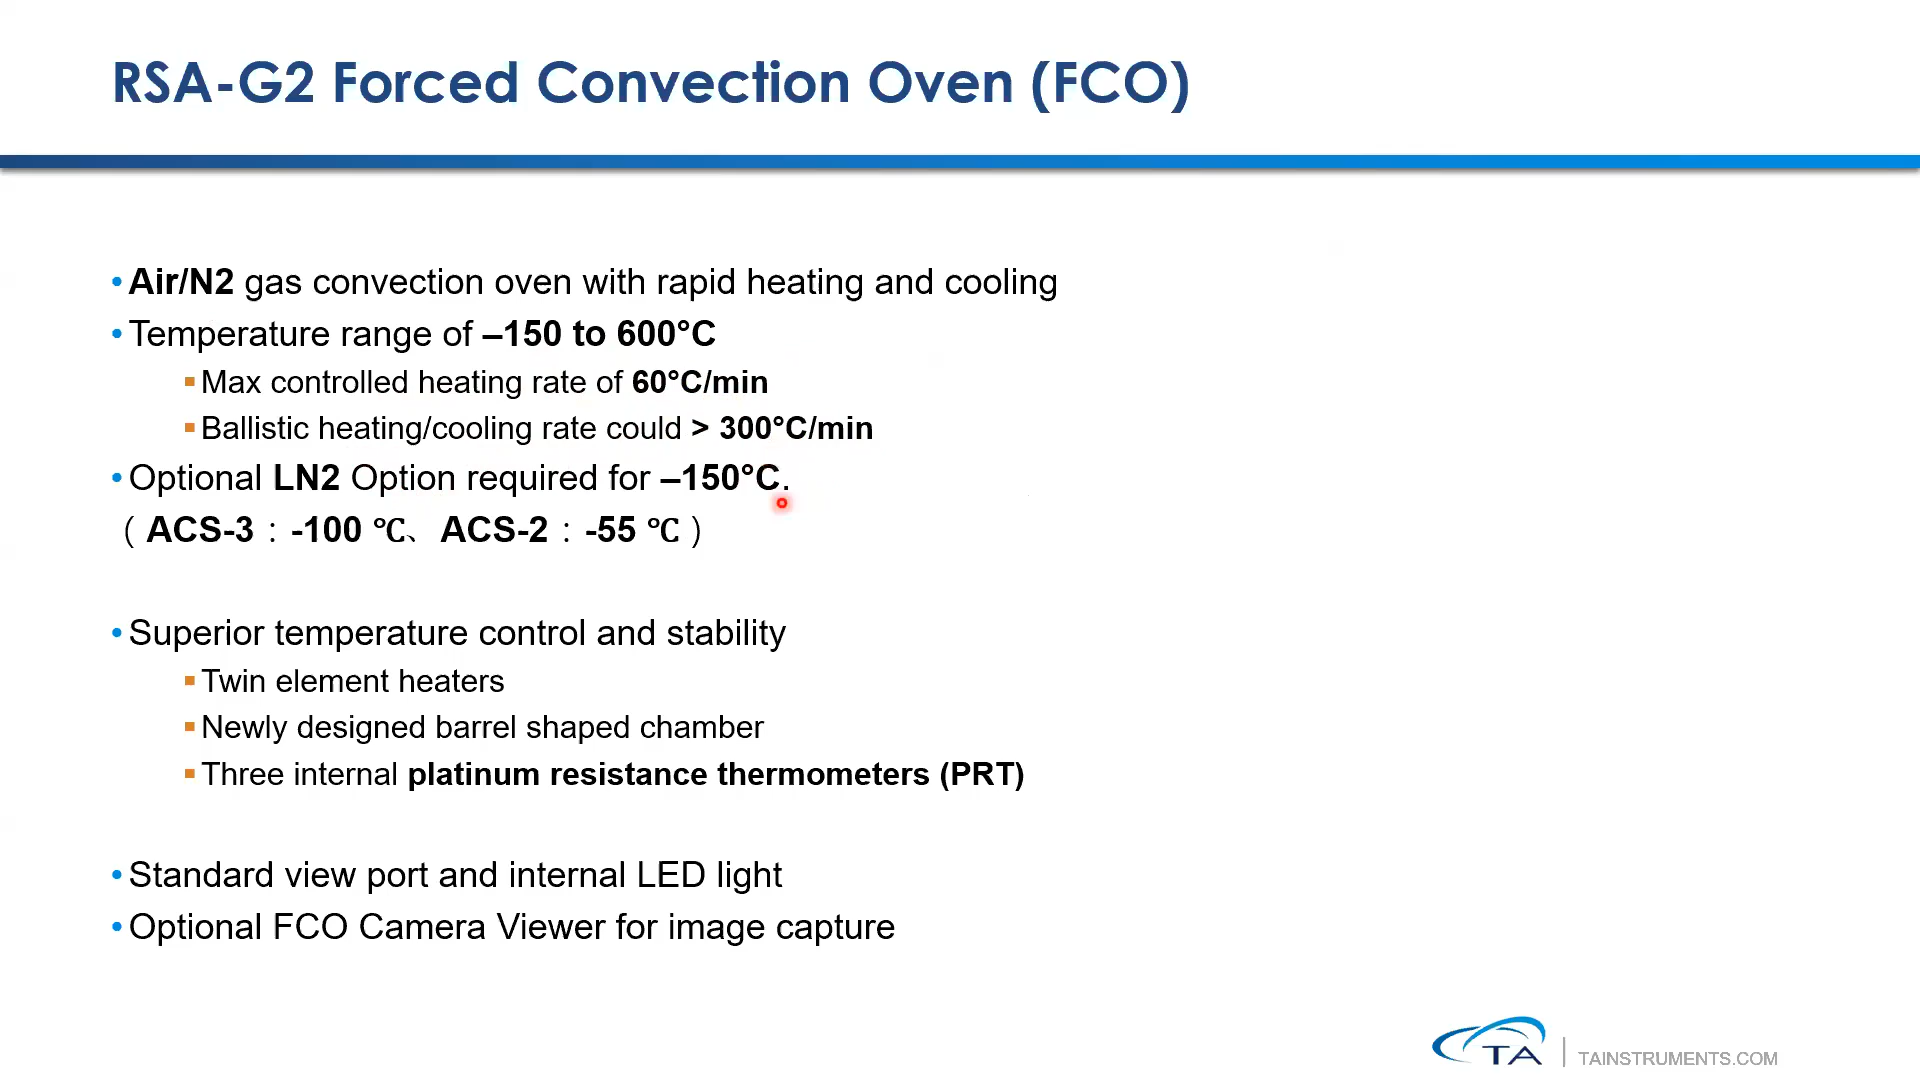 RSA-G2 Forced Convection Oven (FCO)
• Air/N2 gas convection oven with rapid heating and cooling
• Temperature range of –150 to 600°C
▪ Max controlled heating rate of 60°C/min
▪ Ballistic heating/cooling rate could > 300°C/min
• Optional LN2 Option required for –150°C.
（ACS-3：-100 ℃、ACS-2：-55 ℃）
• Superior temperature control and stability
▪ Twin element heaters
▪ Newly designed barrel shaped chamber
▪ Three internal platinum resistance thermometers (PRT)
• Standard view port and internal LED light
• Optional FCO Camera Viewer for image capture
TA | TAINSTRUMENTS.COM